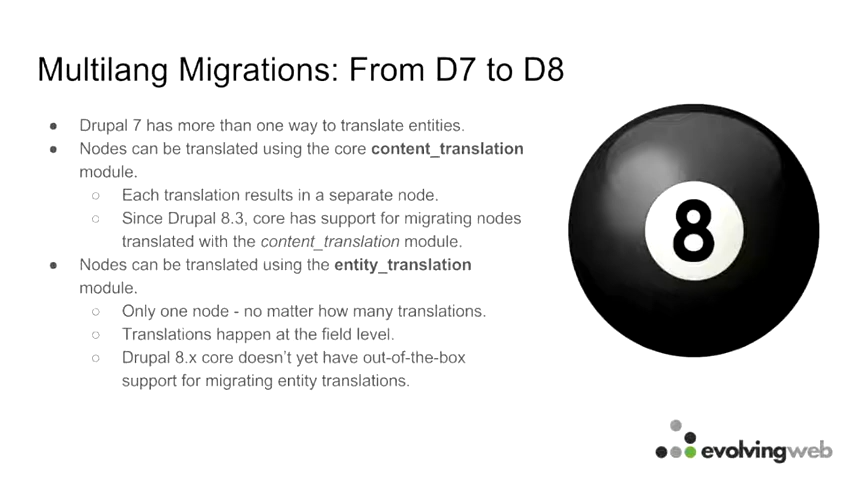 Multilang Migrations: From D7 to D8
● Drupal 7 has more than one way to translate entities.
● Nodes can be translated using the core content_translation
module.
○ Each translation results in a separate node.
○ Since Drupal 8.3, core has support for migrating nodes
translated with the content_translation module.
● Nodes can be translated using the entity_translation
module.
○ Only one node - no matter how many translations.
○ Translations happen at the field level.
○ Drupal 8.x core doesn't yet have out-of-the-box
support for migrating entity translations.
8
evolvingweb